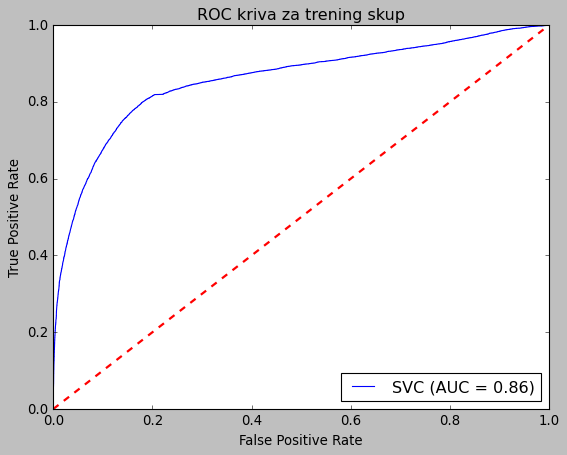 ROC kriva za trening skup
True Positive Rate
1.0
0.8
0.6
0.4
0.2
0.0
0.0 0.2 0.4 0.6 0.8 1.0
False Positive Rate
SVC (AUC = 0.86)